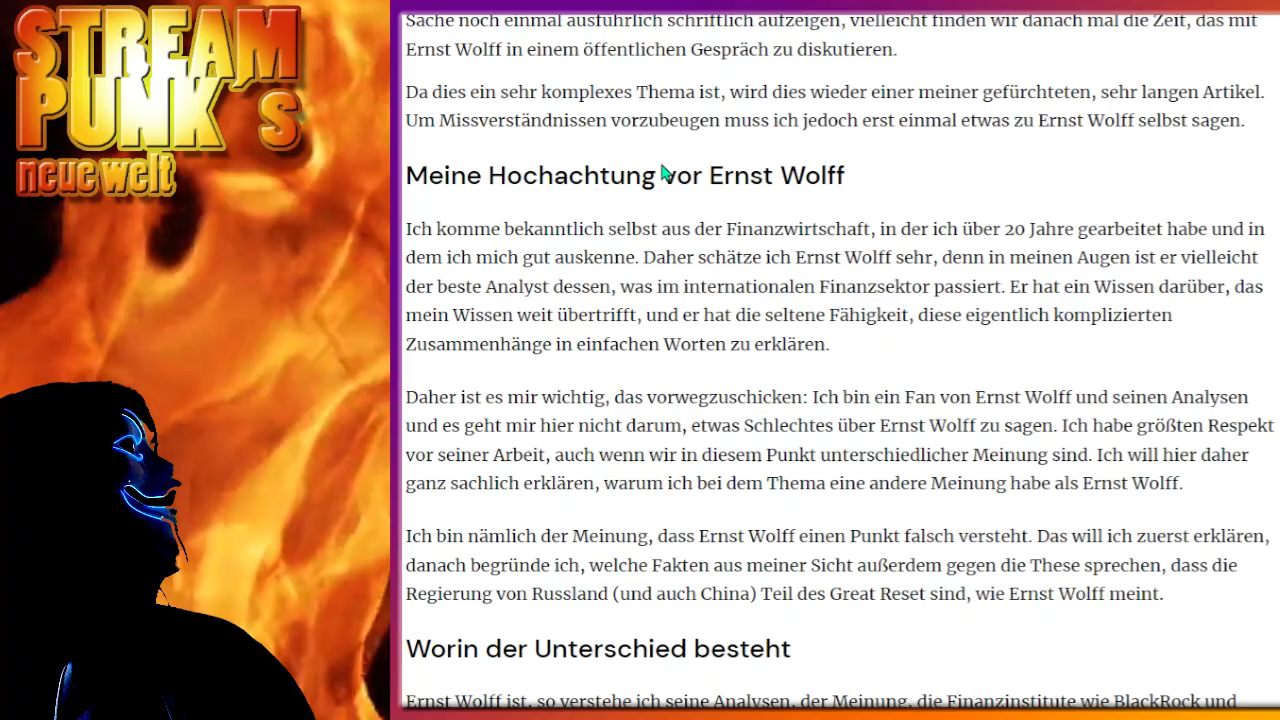 STREAM
PUNK´s
neue welt
Sache noch einmal ausführlich schriftlich aufzeigen, vielleicht finden wir danach mal die Zeit, das mit
Ernst Wolff in einem öffentlichen Gespräch zu diskutieren.
Da dies ein sehr komplexes Thema ist, wird dies wieder einer meiner gefürchteten, sehr langen Artikel.
Um Missverständnissen vorzubeugen muss ich jedoch erst einmal etwas zu Ernst Wolff selbst sagen.
Meine Hochachtung vor Ernst Wolff
Ich komme bekanntlich selbst aus der Finanzwirtschaft, in der ich über 20 Jahre gearbeitet habe und in
dem ich mich gut auskenne. Daher schätze ich Ernst Wolff sehr, denn in meinen Augen ist er vielleicht
der beste Analyst dessen, was im internationalen Finanzsektor passiert. Er hat ein Wissen darüber, das
mein Wissen weit übertrifft, und er hat die seltene Fähigkeit, diese eigentlich komplizierten
Zusammenhänge in einfachen Worten zu erklären.
Daher ist es mir wichtig, das vorwegzuschicken: Ich bin ein Fan von Ernst Wolff und seinen Analysen
und es geht mir hier nicht darum, etwas Schlechtes über Ernst Wolff zu sagen. Ich habe größten Respekt
vor seiner Arbeit, auch wenn wir in diesem Punkt unterschiedlicher Meinung sind. Ich will hier daher
ganz sachlich erklären, warum ich bei dem Thema eine andere Meinung habe als Ernst Wolff.
Ich bin nämlich der Meinung, dass Ernst Wolff einen Punkt falsch versteht. Das will ich zuerst erklären,
danach begründe ich, welche Fakten aus meiner Sicht außerdem gegen die These sprechen, dass die
Regierung von Russland (und auch China) Teil des Great Reset sind, wie Ernst Wolff meint.
Worin der Unterschied besteht
Ernst Wolff ist, so verstehe ich seine Analysen, der Meinung, die Finanzinstitute wie BlackRock und